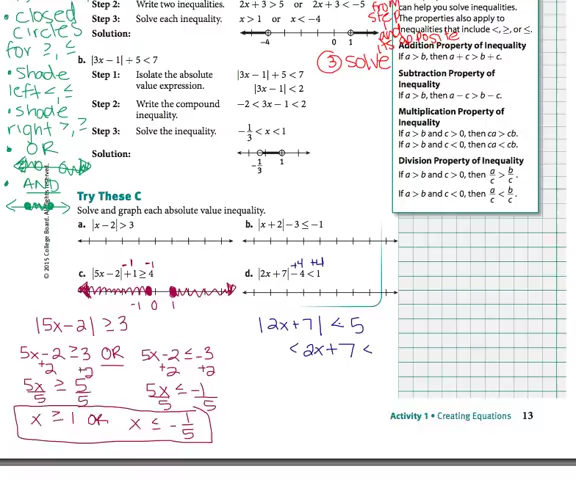 Step 2: Write two inequalities. 2x + 3 > 5 or 2x + 3 < −5
Step 3: Solve each inequality. x > 1 or x < −4
Solution:
−4 0 1
b. |3x − 1| + 5 < 7
Step 1: Isolate the absolute value expression. |3x − 1| + 5 < 7
|3x − 1| < 2
Step 2: Write the compound inequality. −2 < 3x − 1 < 2
Step 3: Solve the inequality. −1/3 < x < 1
Solution:
−1/3 1
closed
circles
for ≥, ≤
• shade
left <, ≤
• shade
right >, ≥
• OR
• AND
© 2015 College Board. All rights reserved.
from
step
and
its opposite
③ solve
can help you solve inequalities.
The properties also apply to
inequalities that include <, ≥, or ≤.
Addition Property of Inequality
If a > b, then a + c > b + c.
Subtraction Property of
Inequality
If a > b, then a − c > b − c.
Multiplication Property of
Inequality
If a > b and c > 0, then ca > cb.
If a > b and c < 0, then ca < cb.
Division Property of Inequality
If a > b and c > 0, then a/c > b/c.
If a > b and c < 0, then a/c < b/c.
Try These C
Solve and graph each absolute value inequality.
a. |x − 2| > 3
b. |x + 2| − 3 ≤ −1
−1 −1
c. |5x − 2| + 1 ≥ 4
−1 0 1
+4 +4
d. |2x + 7| − 4 < 1
|5x−2| ≥ 3
5x−2 ≥ 3 OR 5x−2 ≤ −3
+2 +2 +2 +2
5x/5 ≥ 5/5 5x/5 ≤ −1/5
x ≥ 1 OR x ≤ −1/5
|2x+7| < 5
< 2x+7 <
Activity 1 • Creating Equations 13